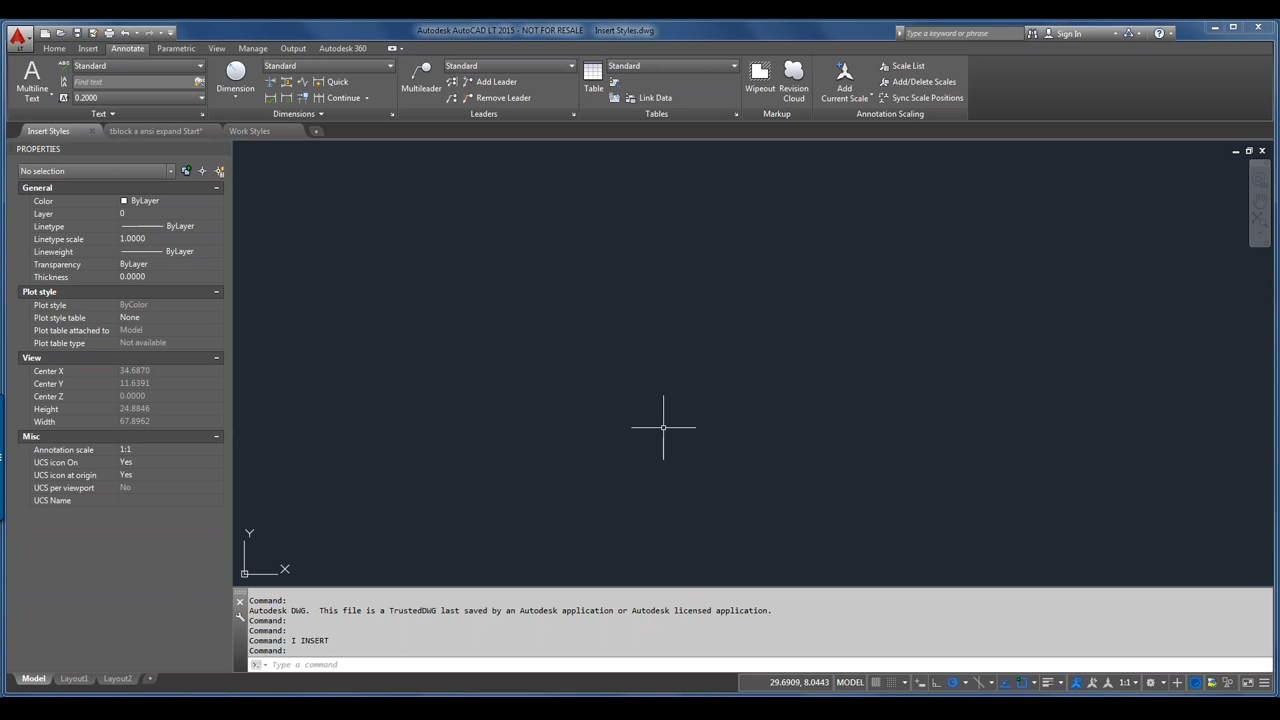 Autodesk AutoCAD LT 2015 - NOT FOR RESALE Insert Styles.dwg
Type a keyword or phrase
Sign In
LT
Home Insert Annotate Parametric View Manage Output Autodesk 360
Multiline Text
ABC
Standard
Find text
0.2000
Text
Dimension
Standard
Quick
Continue
Dimensions
Multileader
Standard
Add Leader
Remove Leader
Leaders
Table
Standard
Link Data
Tables
Wipeout
Revision Cloud
Markup
Add Current Scale
Scale List
Add/Delete Scales
Sync Scale Positions
Annotation Scaling
Insert Styles tblock a ansi expand Start* Work Styles
PROPERTIES
No selection
General
Color ByLayer
Layer 0
Linetype ByLayer
Linetype scale 1.0000
Lineweight ByLayer
Transparency ByLayer
Thickness 0.0000
Plot style
Plot style ByColor
Plot style table None
Plot table attached to Model
Plot table type Not available
View
Center X 34.6870
Center Y 11.6391
Center Z 0.0000
Height 24.8846
Width 67.8962
Misc
Annotation scale 1:1
UCS icon On Yes
UCS icon at origin Yes
UCS per viewport No
UCS Name
Y
X
Command:
Autodesk DWG. This file is a TrustedDWG last saved by an Autodesk application or Autodesk licensed application.
Command:
Command:
Command: I INSERT
Command:
Type a command
Model Layout1 Layout2
29.6909, 8.0443 MODEL 1:1